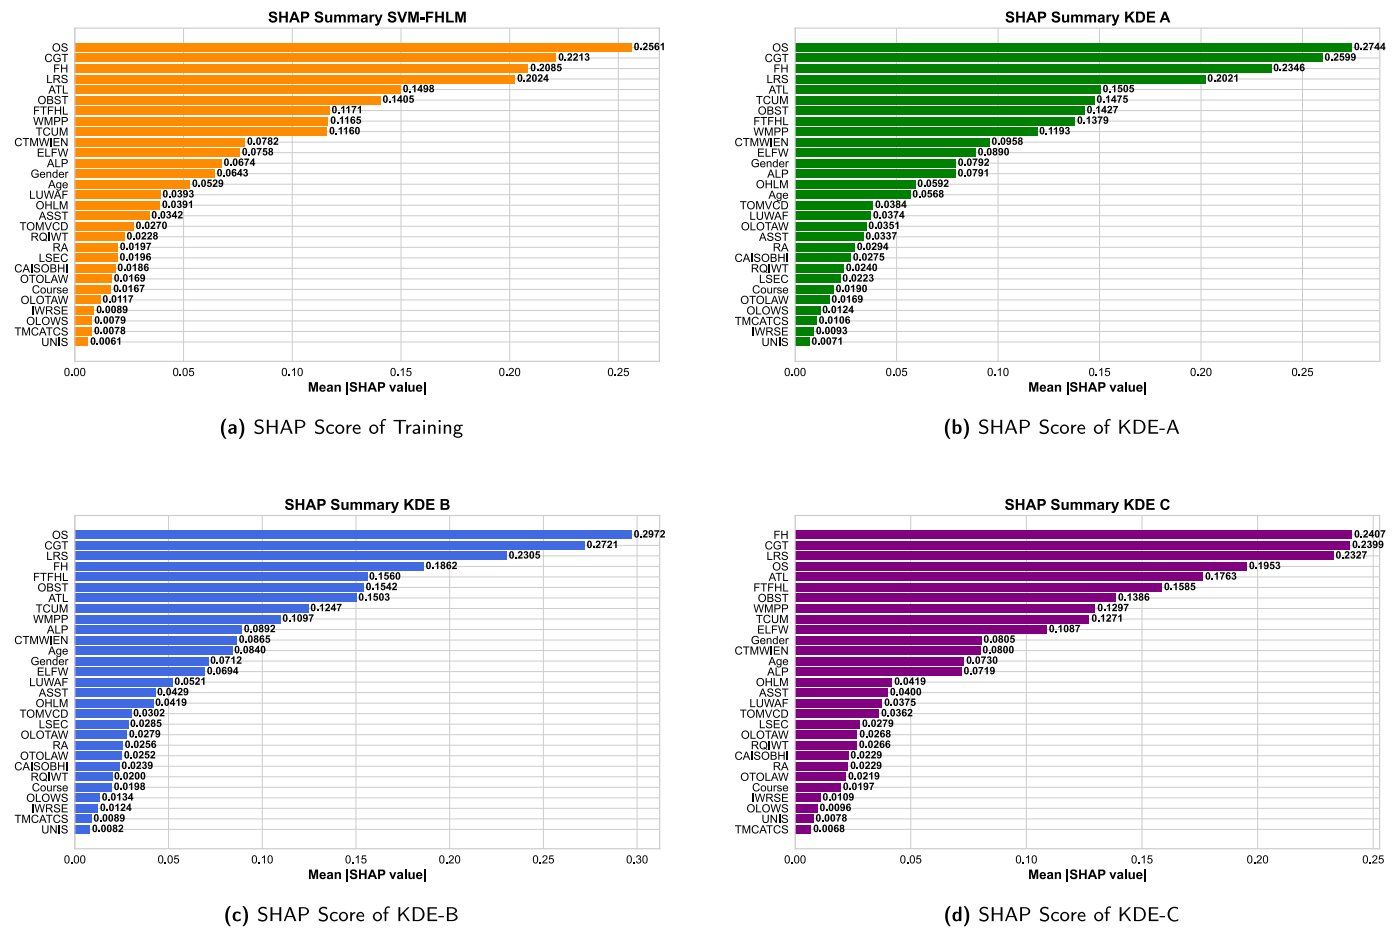 SHAP Summary SVM-FHLM
OS 0.2561
CGT 0.2213
FH 0.2085
LRS 0.2024
ATL 0.1498
OBST 0.1405
FTFHL 0.1171
WMPP 0.1165
TCUM 0.1160
CTMWIEN 0.0782
ELFW 0.0758
ALP 0.0674
Gender 0.0643
Age 0.0529
LUWAF 0.0393
OHLM 0.0391
ASST 0.0342
TOMVCD 0.0270
RQIWT 0.0228
RA 0.0197
LSEC 0.0196
CAISOBHI 0.0186
OTOLAW 0.0169
Course 0.0167
OLOTAW 0.0117
IWRSE 0.0089
OLOWS 0.0079
TMCATCS 0.0078
UNIS 0.0061
0.00 0.05 0.10 0.15 0.20 0.25
Mean |SHAP value|
(a) SHAP Score of Training
SHAP Summary KDE A
OS 0.2744
CGT 0.2599
FH 0.2346
LRS 0.2021
ATL 0.1505
TCUM 0.1475
OBST 0.1427
FTFHL 0.1379
WMPP 0.1193
CTMWIEN 0.0958
ELFW 0.0890
Gender 0.0792
ALP 0.0791
OHLM 0.0592
Age 0.0568
TOMVCD 0.0384
LUWAF 0.0374
OLOTAW 0.0351
ASST 0.0337
RA 0.0294
CAISOBHI 0.0275
RQIWT 0.0240
LSEC 0.0223
Course 0.0190
OTOLAW 0.0169
OLOWS 0.0124
TMCATCS 0.0106
IWRSE 0.0093
UNIS 0.0071
0.00 0.05 0.10 0.15 0.20 0.25
Mean |SHAP value|
(b) SHAP Score of KDE-A
SHAP Summary KDE B
OS 0.2972
CGT 0.2721
LRS 0.2305
FH 0.1862
FTFHL 0.1560
OBST 0.1542
ATL 0.1503
TCUM 0.1247
WMPP 0.1097
ALP 0.0892
CTMWIEN 0.0865
Age 0.0840
Gender 0.0712
ELFW 0.0694
LUWAF 0.0521
ASST 0.0429
OHLM 0.0419
TOMVCD 0.0302
LSEC 0.0285
OLOTAW 0.0279
RA 0.0256
OTOLAW 0.0252
CAISOBHI 0.0239
RQIWT 0.0200
Course 0.0198
OLOWS 0.0134
IWRSE 0.0124
TMCATCS 0.0089
UNIS 0.0082
0.00 0.05 0.10 0.15 0.20 0.25 0.30
Mean |SHAP value|
(c) SHAP Score of KDE-B
SHAP Summary KDE C
FH 0.2407
CGT 0.2399
LRS 0.2327
OS 0.1953
ATL 0.1763
FTFHL 0.1585
OBST 0.1386
WMPP 0.1297
TCUM 0.1271
ELFW 0.1087
Gender 0.0805
CTMWIEN 0.0800
Age 0.0730
ALP 0.0719
OHLM 0.0419
ASST 0.0400
LUWAF 0.0375
TOMVCD 0.0362
LSEC 0.0279
OLOTAW 0.0268
RQIWT 0.0266
CAISOBHI 0.0229
RA 0.0229
OTOLAW 0.0219
Course 0.0197
IWRSE 0.0109
OLOWS 0.0096
UNIS 0.0078
TMCATCS 0.0068
0.00 0.05 0.10 0.15 0.20 0.25
Mean |SHAP value|
(d) SHAP Score of KDE-C